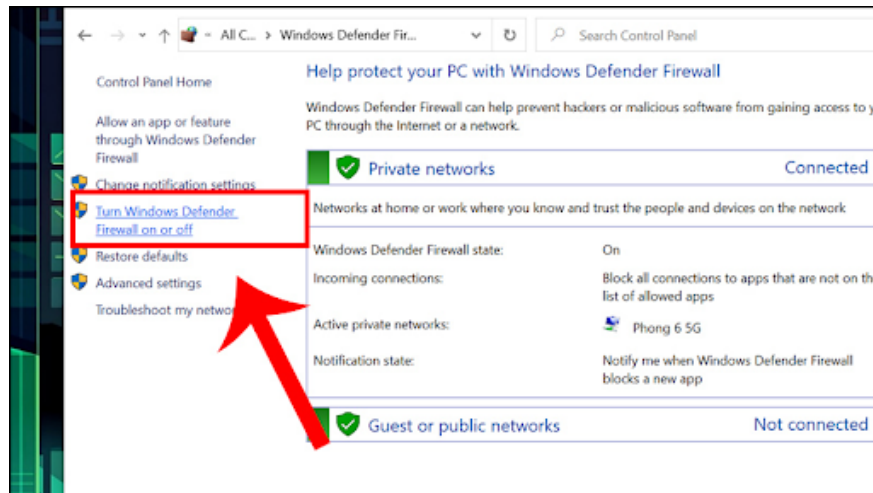 All C... > Windows Defender Fir...
Search Control Panel
Control Panel Home
Allow an app or feature
through Windows Defender
Firewall
Change notification settings
Turn Windows Defender
Firewall on or off
Restore defaults
Advanced settings
Troubleshoot my
Help protect your PC with Windows Defender Firewall
Windows Defender Firewall can help prevent hackers or malicious software from gaining access to
PC through the Internet or a network.
Private networks Connected
Networks at home or work where you know and trust the people and devices on the network
Windows Defender Firewall state: On
Incoming connections: Block all connections to apps that are not on
list of allowed apps
Active private networks: Phong 6 5G
Notification state: Notify me when Windows Defender Firewall
blocks a new app
Guest or public networks Not connected